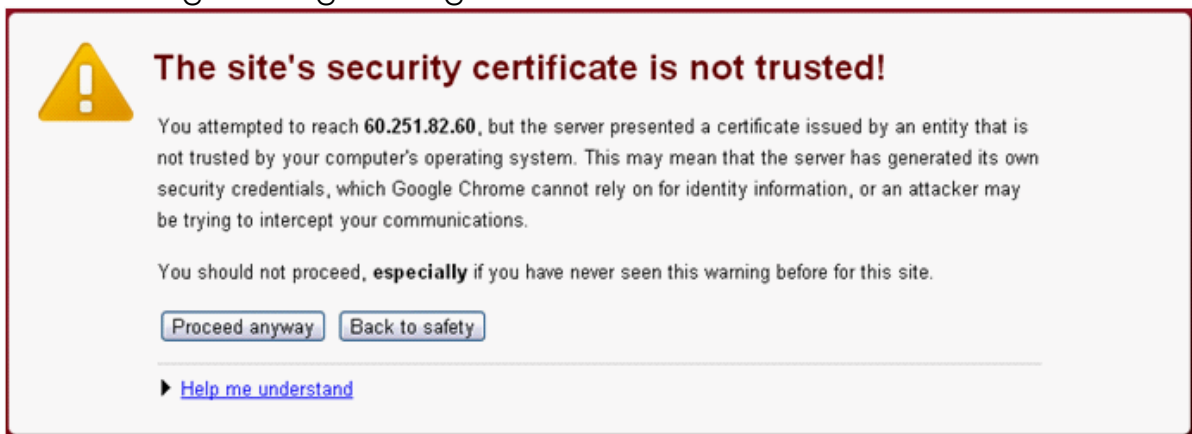 The site's security certificate is not trusted!
You attempted to reach 60.251.82.60, but the server presented a certificate issued by an entity that is
not trusted by your computer's operating system. This may mean that the server has generated its own
security credentials, which Google Chrome cannot rely on for identity information, or an attacker may
be trying to intercept your communications.
You should not proceed, especially if you have never seen this warning before for this site.
Proceed anyway Back to safety
Help me understand